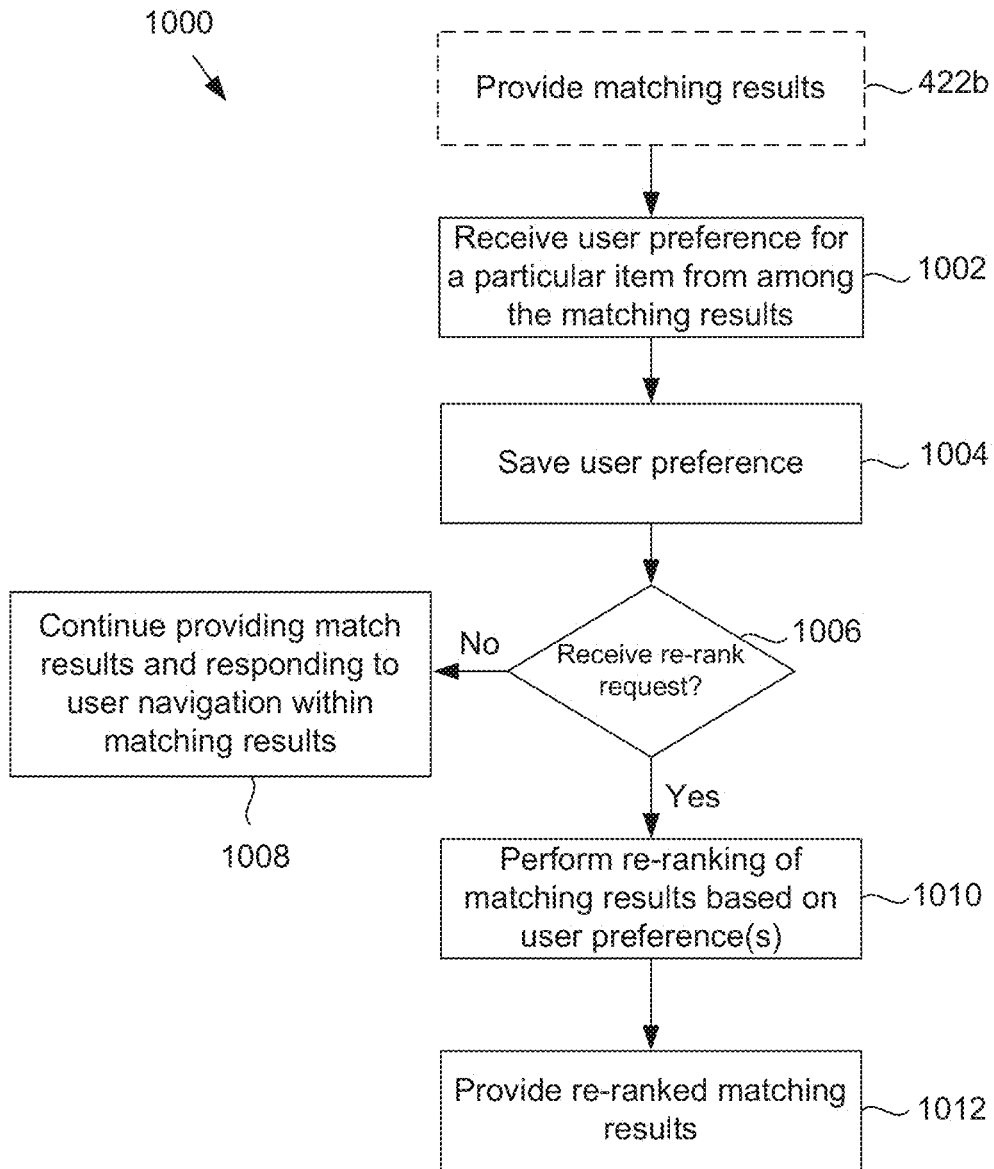 1000
Provide matching results
422b
Receive user preference for
a particular item from among
the matching results
1002
Save user preference
1004
Receive re-rank
request?
1006
No
Continue providing match
results and responding to
user navigation within
matching results
1008
Yes
Perform re-ranking of
matching results based on
user preference(s)
1010
Provide re-ranked matching
results
1012